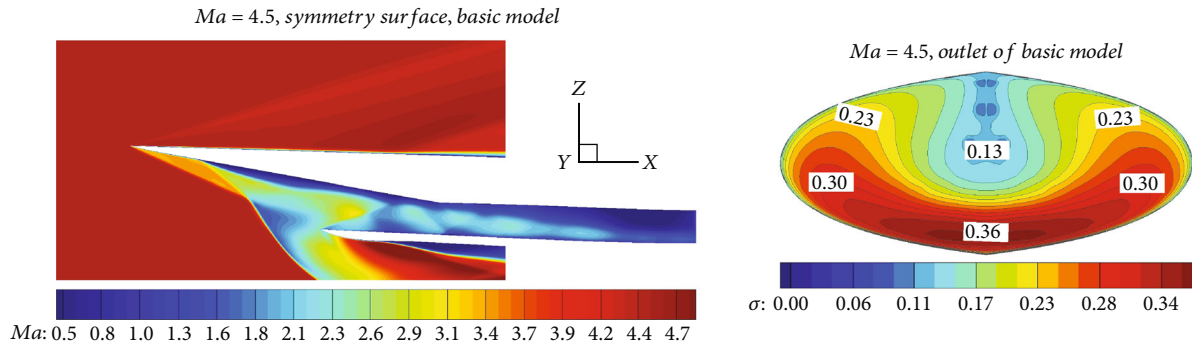 Ma = 4.5, symmetry surface, basic model
Z
Y
X
Ma: 0.5 0.8 1.0 1.3 1.6 1.8 2.1 2.3 2.6 2.9 3.1 3.4 3.7 3.9 4.2 4.4 4.7
Ma = 4.5, outlet of basic model
0.23
0.23
0.13
0.30
0.30
0.36
σ: 0.00 0.06 0.11 0.17 0.23 0.28 0.34